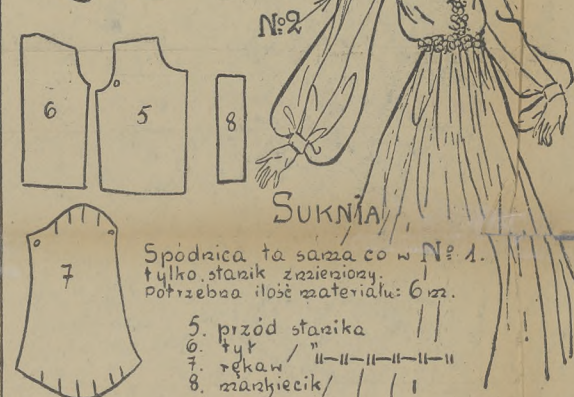 №2
6
5
8
SUKNIA
7
Spódnica ta sama co w № 1.
tylko stanik zmieniony.
Potrzebna ilość materiału: 6 m.
5. przód stanika
6. tył / "
7. rękaw /
8. mankiecik /